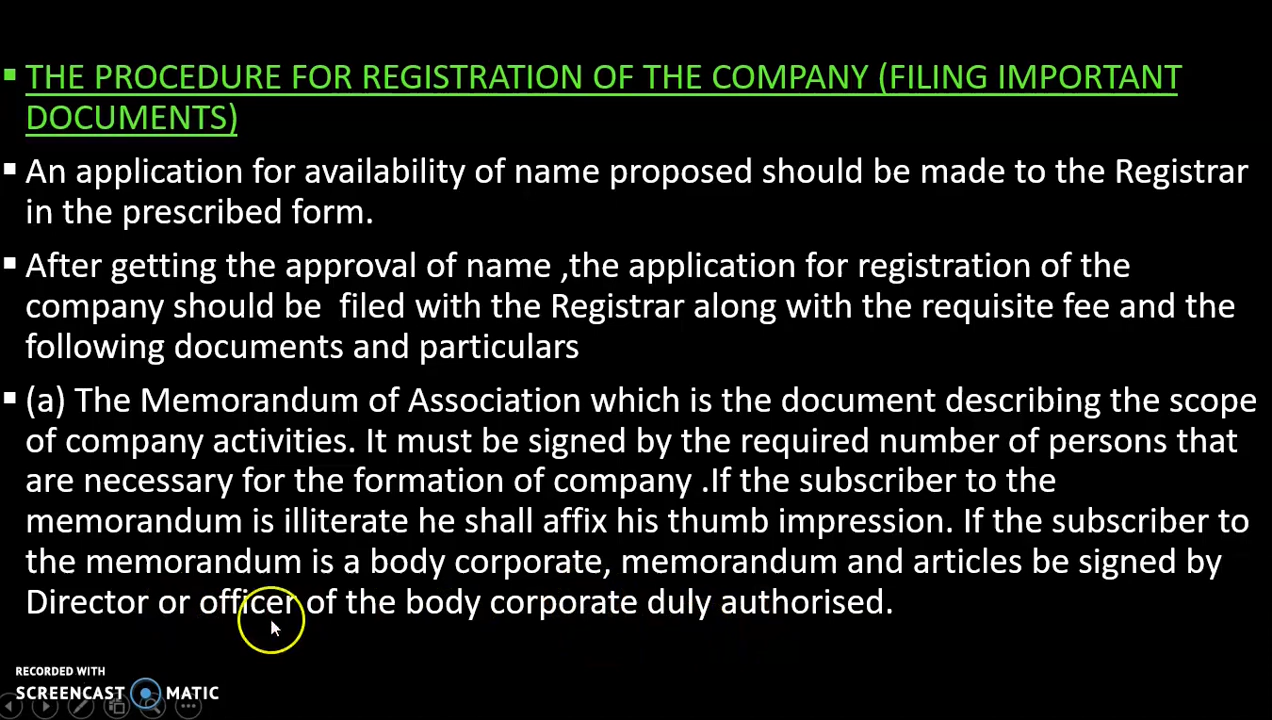 ▪ THE PROCEDURE FOR REGISTRATION OF THE COMPANY (FILING IMPORTANT
DOCUMENTS)
▪ An application for availability of name proposed should be made to the Registrar
in the prescribed form.
▪ After getting the approval of name ,the application for registration of the
company should be filed with the Registrar along with the requisite fee and the
following documents and particulars
▪ (a) The Memorandum of Association which is the document describing the scope
of company activities. It must be signed by the required number of persons that
are necessary for the formation of company .If the subscriber to the
memorandum is illiterate he shall affix his thumb impression. If the subscriber to
the memorandum is a body corporate, memorandum and articles be signed by
Director or officer of the body corporate duly authorised.
RECORDED WITH
SCREENCAST MATIC